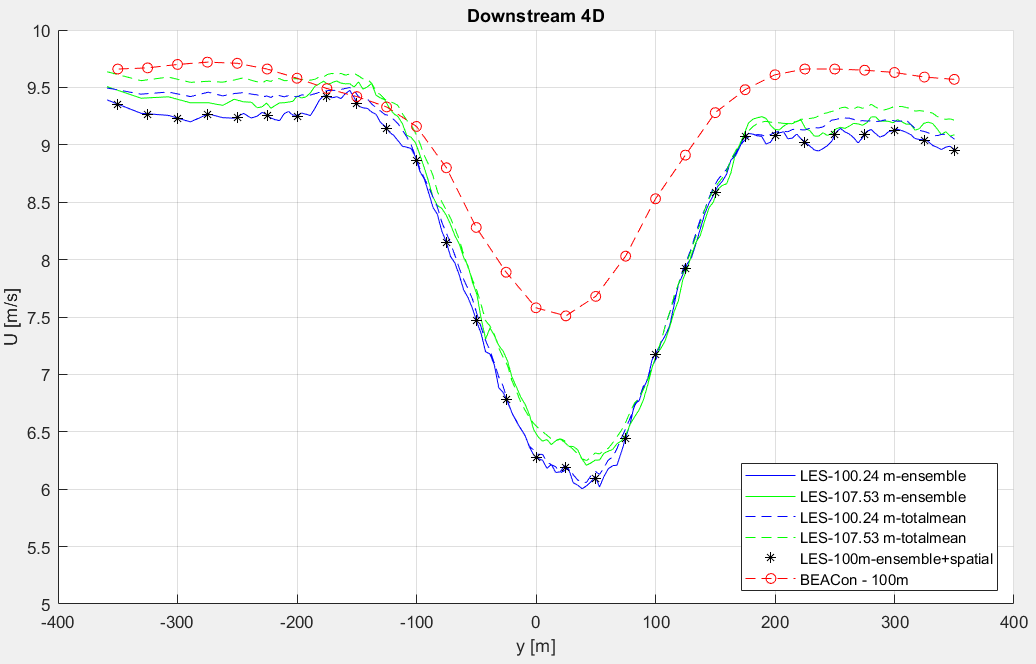 Downstream 4D
U [m/s]
10
9.5
9
8.5
8
7.5
7
6.5
6
5.5
5
-400 -300 -200 -100 0 100 200 300 400
y [m]
LES-100.24 m-ensemble
LES-107.53 m-ensemble
LES-100.24 m-totalmean
LES-107.53 m-totalmean
LES-100m-ensemble+spatial
BEACon - 100m